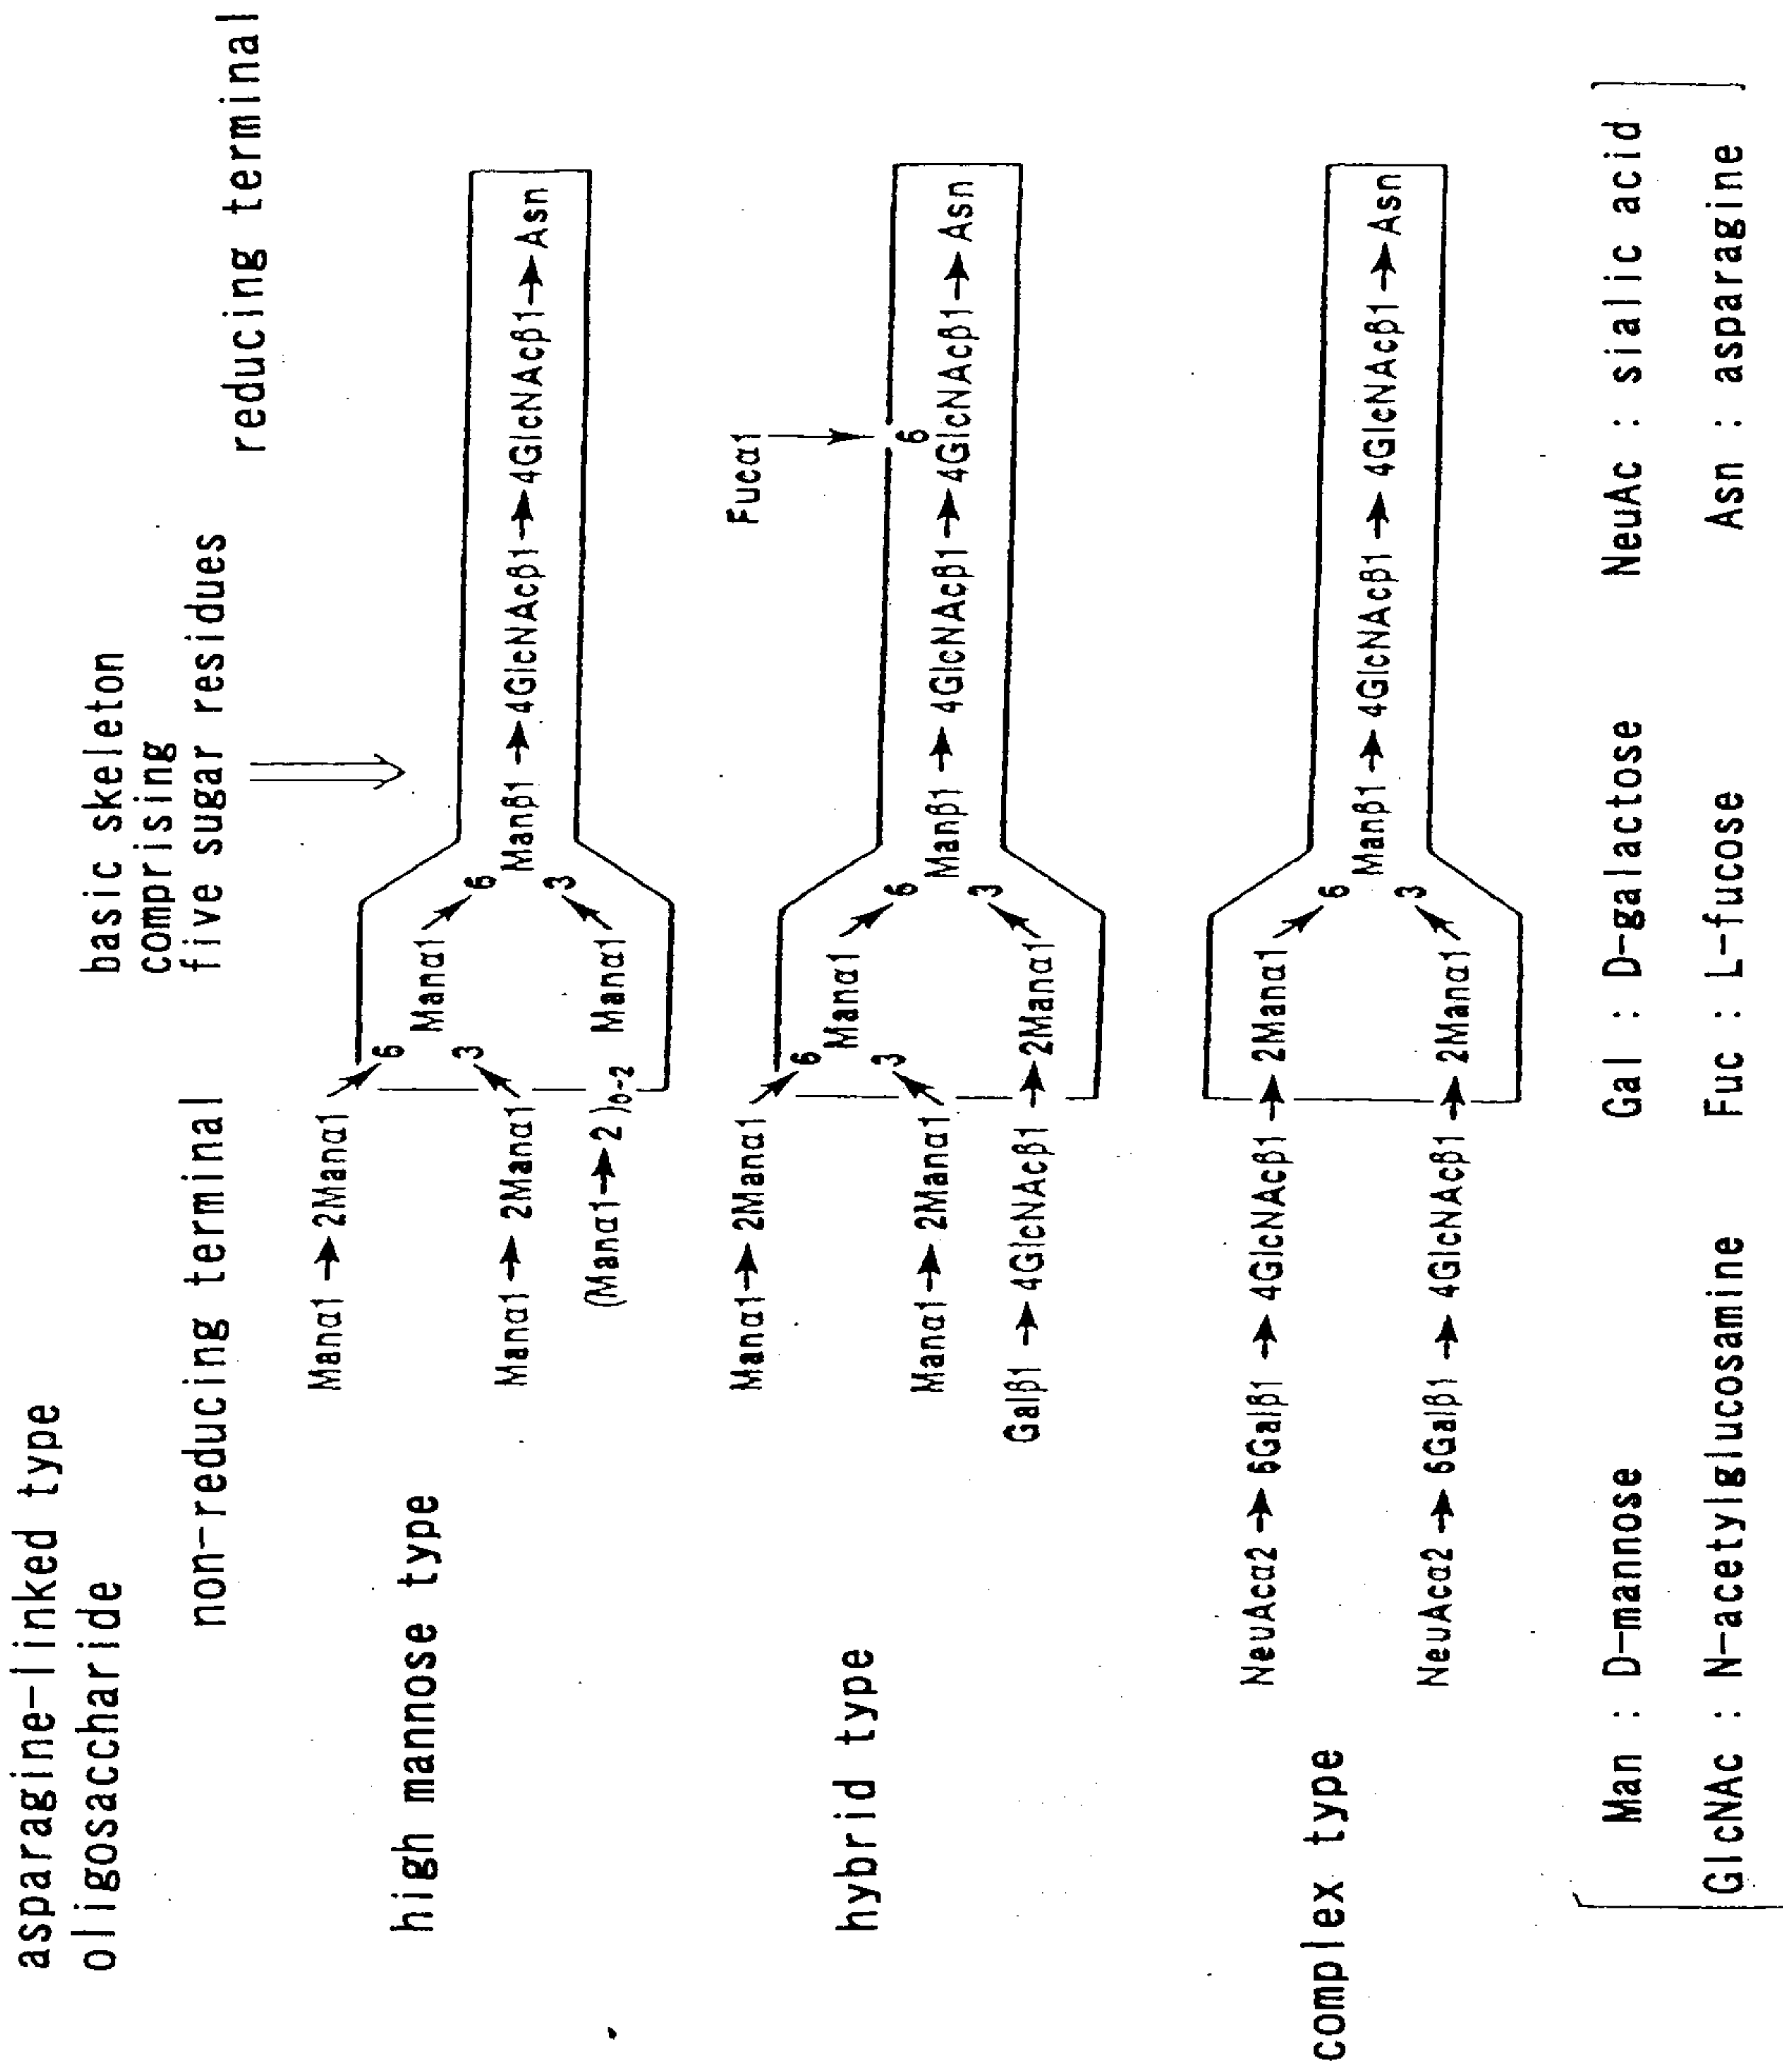 asparagine-linked type
oligosaccharide
basic skeleton
comprising
five sugar residues
non-reducing terminal
reducing terminal
high mannose type
Manα1→2Manα1
6
Manα1
3
Manα1→2Manα1
6
Manβ1→4GlcNAcβ1→4GlcNAcβ1→Asn
3
(Manα1→2)0-2 Manα1
hybrid type
Fucα1
Manα1→2Manα1
6
Manα1
3
Manα1→2Manα1
6
6
Manβ1→4GlcNAcβ1→4GlcNAcβ1→Asn
3
Galβ1→4GlcNAcβ1→2Manα1
complex type
NeuAcα2→6Galβ1→4GlcNAcβ1→2Manα1
6
Manβ1→4GlcNAcβ1→4GlcNAcβ1→Asn
3
NeuAcα2→6Galβ1→4GlcNAcβ1→2Manα1
Man : D-mannose Gal : D-galactose NeuAc : sialic acid
GlcNAc : N-acetylglucosamine Fuc : L-fucose Asn : asparagine